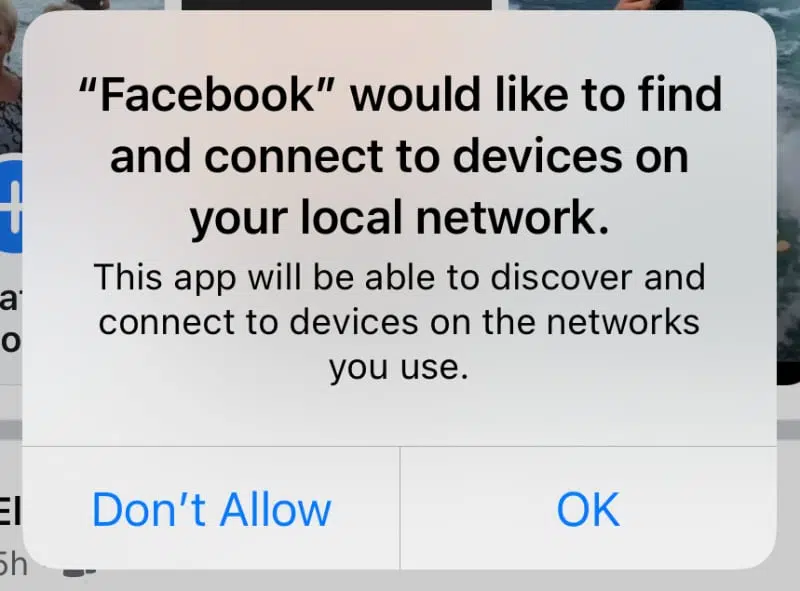 “Facebook” would like to find
and connect to devices on
your local network.
This app will be able to discover and
connect to devices on the networks
you use.
Don’t Allow
OK
5h